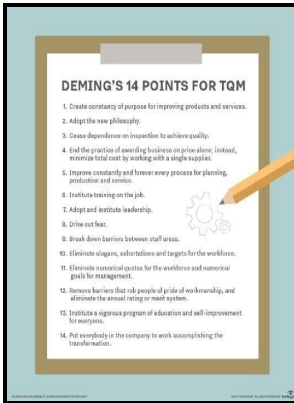 DEMING'S 14 POINTS FOR TQM
1. Create constancy of purpose for improving products and services.
2. Adopt the new philosophy.
3. Cease dependence on inspection to achieve quality.
4. End the practice of awarding business on price alone; instead,
minimize total cost by working with a single supplier.
5. Improve constantly and forever every process for planning,
production and service.
6. Institute training on the job.
7. Adopt and institute leadership.
8. Drive out fear.
9. Break down barriers between staff areas.
10. Eliminate slogans, exhortations and targets for the workforce.
11. Eliminate numerical quotas for the workforce and numerical
goals for management.
12. Remove barriers that rob people of pride of workmanship, and
eliminate the annual rating or merit system.
13. Institute a vigorous program of education and self-improvement
for everyone.
14. Put everybody in the company to work accomplishing the
transformation.